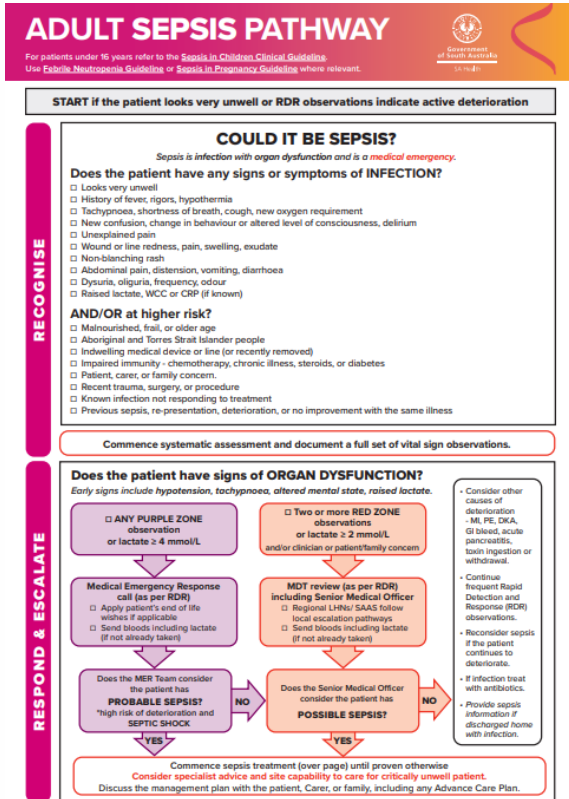 ADULT SEPSIS PATHWAY
For patients under 16 years refer to the Sepsis in Children Clinical Guideline.
Use Febrile Neutropenia Guideline or Sepsis in Pregnancy Guideline where relevant.
Government
of South Australia
SA Health
START if the patient looks very unwell or RDR observations indicate active deterioration
RECOGNISE
COULD IT BE SEPSIS?
Sepsis is infection with organ dysfunction and is a medical emergency.
Does the patient have any signs or symptoms of INFECTION?
☐ Looks very unwell
☐ History of fever, rigors, hypothermia
☐ Tachypnoea, shortness of breath, cough, new oxygen requirement
☐ New confusion, change in behaviour or altered level of consciousness, delirium
☐ Unexplained pain
☐ Wound or line redness, pain, swelling, exudate
☐ Non-blanching rash
☐ Abdominal pain, distension, vomiting, diarrhoea
☐ Dysuria, oliguria, frequency, odour
☐ Raised lactate, WCC or CRP (if known)
AND/OR at higher risk?
☐ Malnourished, frail, or older age
☐ Aboriginal and Torres Strait Islander people
☐ Indwelling medical device or line (or recently removed)
☐ Impaired immunity - chemotherapy, chronic illness, steroids, or diabetes
☐ Patient, carer, or family concern.
☐ Recent trauma, surgery, or procedure
☐ Known infection not responding to treatment
☐ Previous sepsis, re-presentation, deterioration, or no improvement with the same illness
Commence systematic assessment and document a full set of vital sign observations.
RESPOND & ESCALATE
Does the patient have signs of ORGAN DYSFUNCTION?
Early signs include hypotension, tachypnoea, altered mental state, raised lactate.
☐ ANY PURPLE ZONE
observation
or lactate ≥ 4 mmol/L
Medical Emergency Response
call (as per RDR)
☐ Apply patient's end of life
wishes if applicable
☐ Send bloods including lactate
(if not already taken)
Does the MER Team consider
the patient has
PROBABLE SEPSIS?
*high risk of deterioration and
SEPTIC SHOCK
NO
YES
☐ Two or more RED ZONE
observations
or lactate ≥ 2 mmol/L
and/or clinician or patient/family concern
MDT review (as per RDR)
including Senior Medical Officer
☐ Regional LHNs/ SAAS follow
local escalation pathways
☐ Send bloods including lactate
(if not already taken)
Does the Senior Medical Officer
consider the patient has
POSSIBLE SEPSIS?
NO
YES
• Consider other
causes of
deterioration
- MI, PE, DKA,
GI bleed, acute
pancreatitis,
toxin ingestion or
withdrawal.
• Continue
frequent Rapid
Detection and
Response (RDR)
observations.
• Reconsider sepsis
if the patient
continues to
deteriorate.
• If infection treat
with antibiotics.
• Provide sepsis
information if
discharged home
with infection.
Commence sepsis treatment (over page) until proven otherwise
Consider specialist advice and site capability to care for critically unwell patient.
Discuss the management plan with the patient, Carer, or family, including any Advance Care Plan.